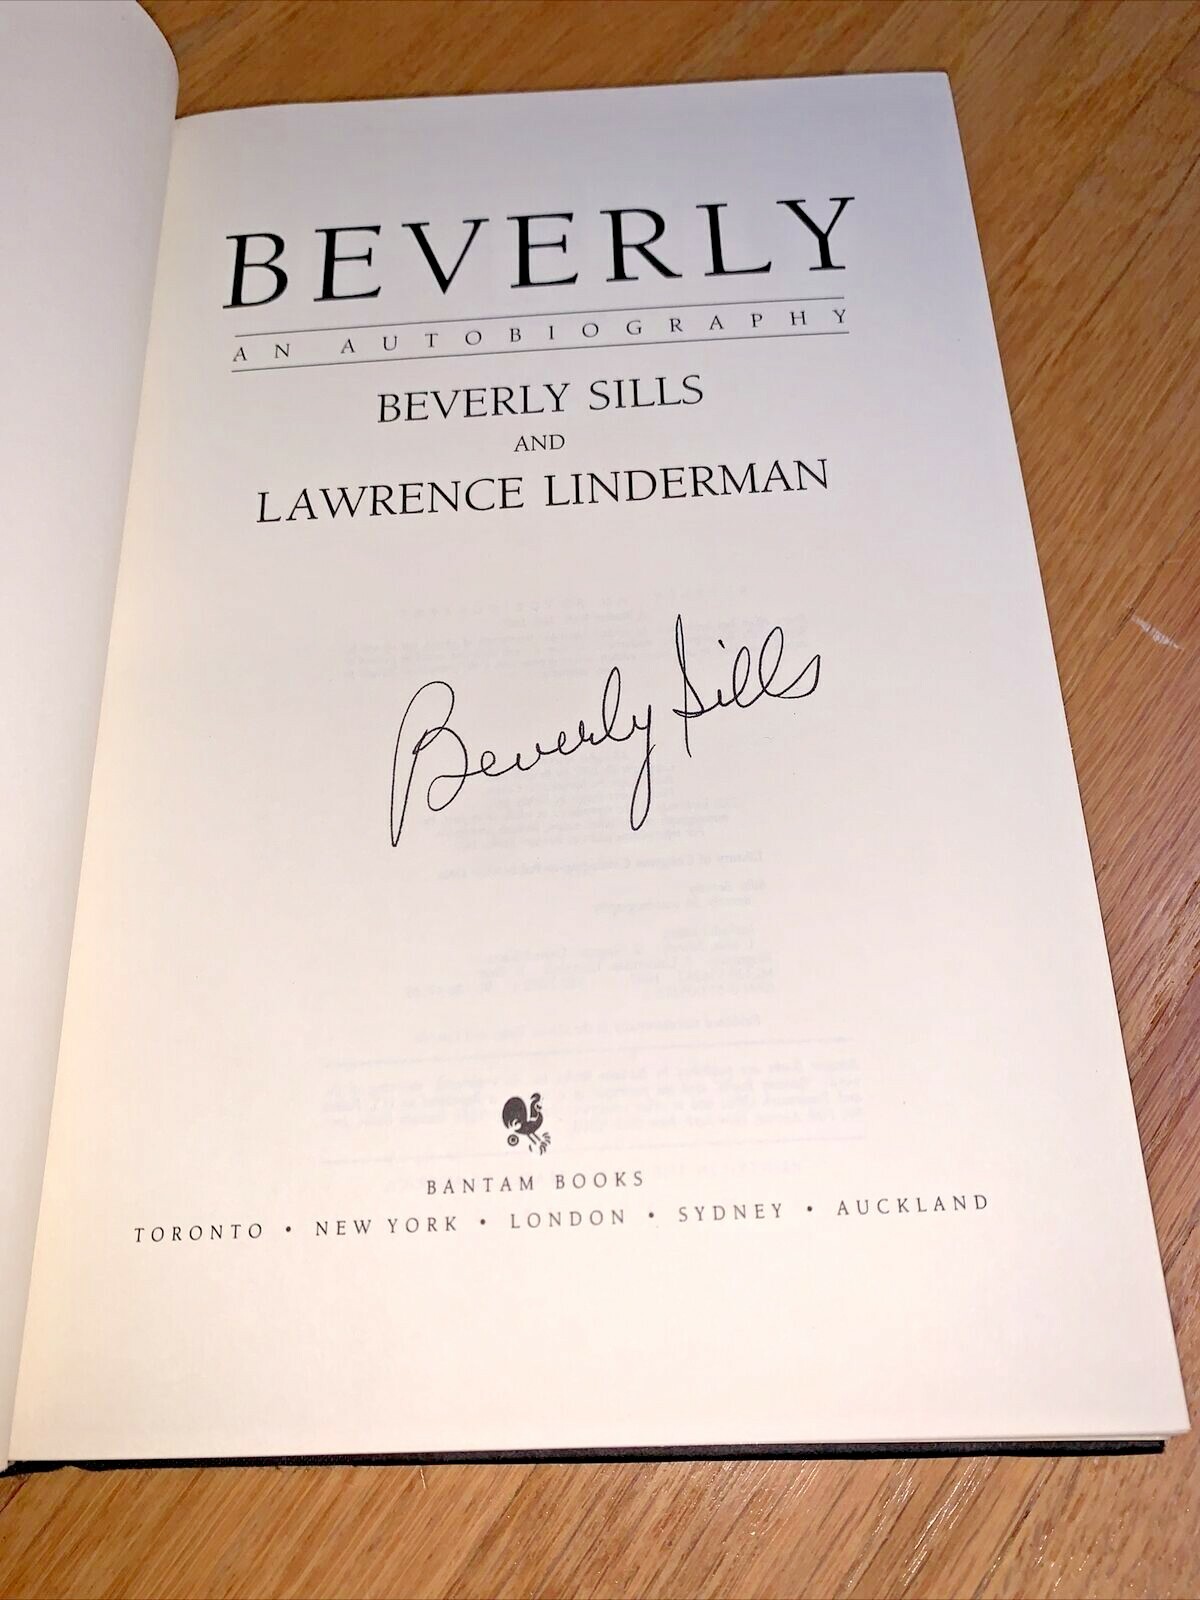 BEVERLY
AN AUTOBIOGRAPHY
BEVERLY SILLS
AND
LAWRENCE LINDERMAN
Beverly Sills
BANTAM BOOKS
TORONTO • NEW YORK • LONDON • SYDNEY • AUCKLAND